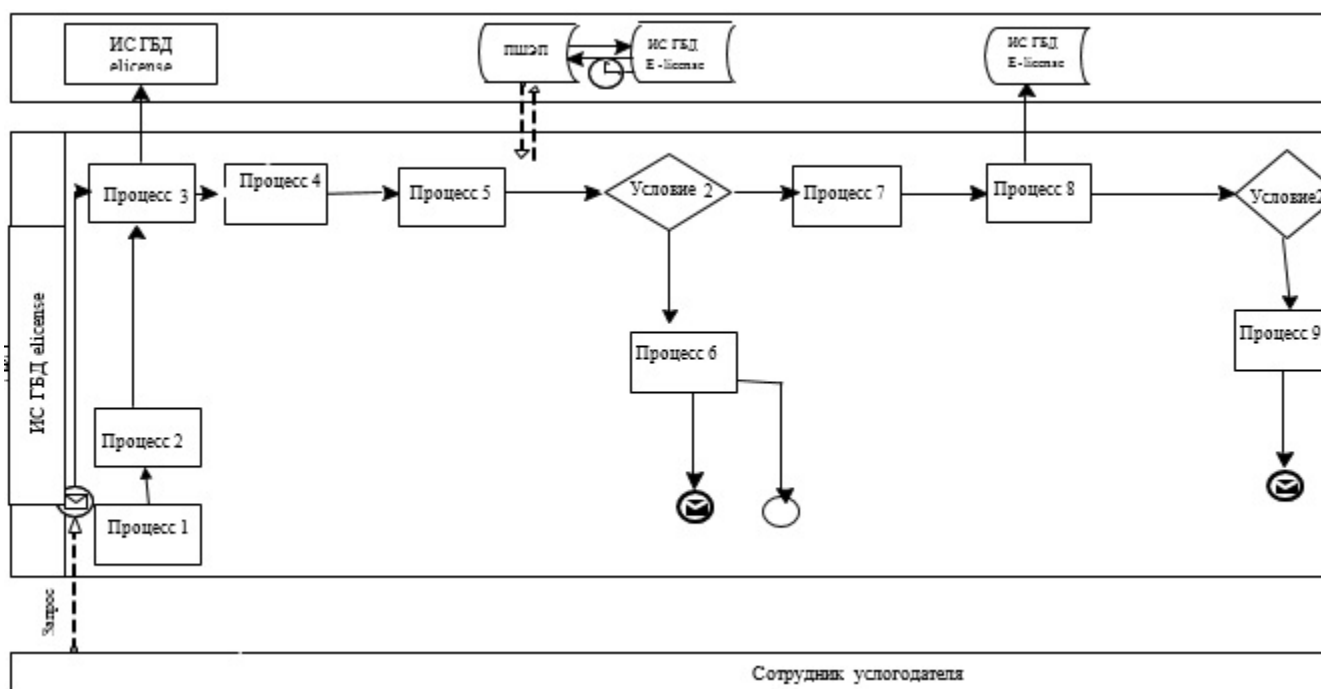 ИС ГБД
elicense
ПШЭП
ИС ГБД
E-license
ИС ГБД
E-license
Процесс 3
Процесс 4
Процесс 5
Условие 2
Процесс 7
Процесс 8
Условие2
ИС ГБД elicense
Процесс 6
Процесс 9
Процесс 2
Процесс 1
Запрос
Сотрудник услогодателя